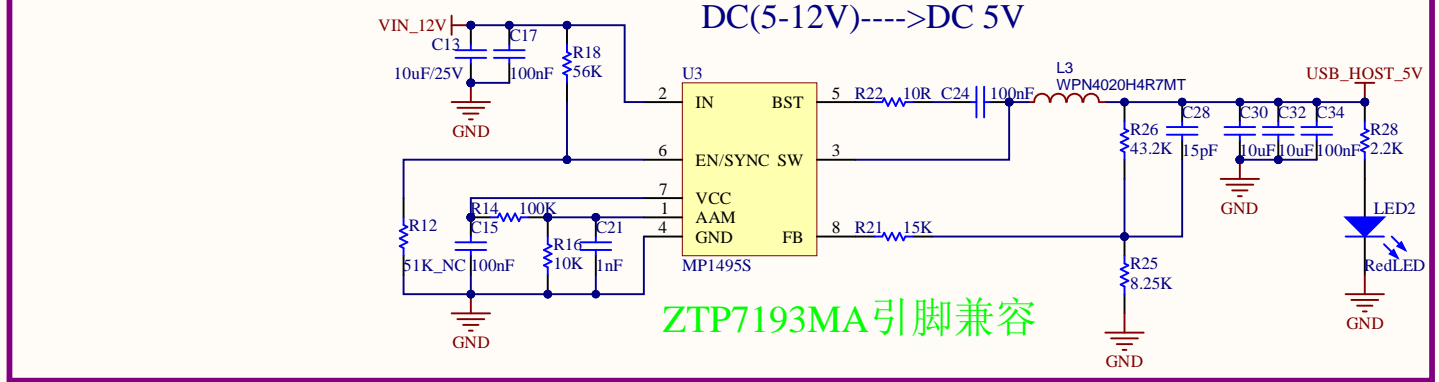 DC(5-12V)---->DC 5V
VIN_12V
C13
10uF/25V
C17
100nF
R18
56K
U3
2 IN
BST 5
6 EN/SYNC
SW 3
7 VCC
1 AAM
4 GND
FB 8
MP1495S
R22 10R
C24 100nF
L3
WPN4020H4R7MT
USB_HOST_5V
R26
43.2K
C28
15pF
C30
10uF
C32
10uF
C34
100nF
R28
2.2K
GND
R14 100K
R12
51K_NC
C15
100nF
R16
10K
C21
1nF
R21 15K
R25
8.25K
GND
LED2
RedLED
ZTP7193MA引脚兼容
GND
GND
GND